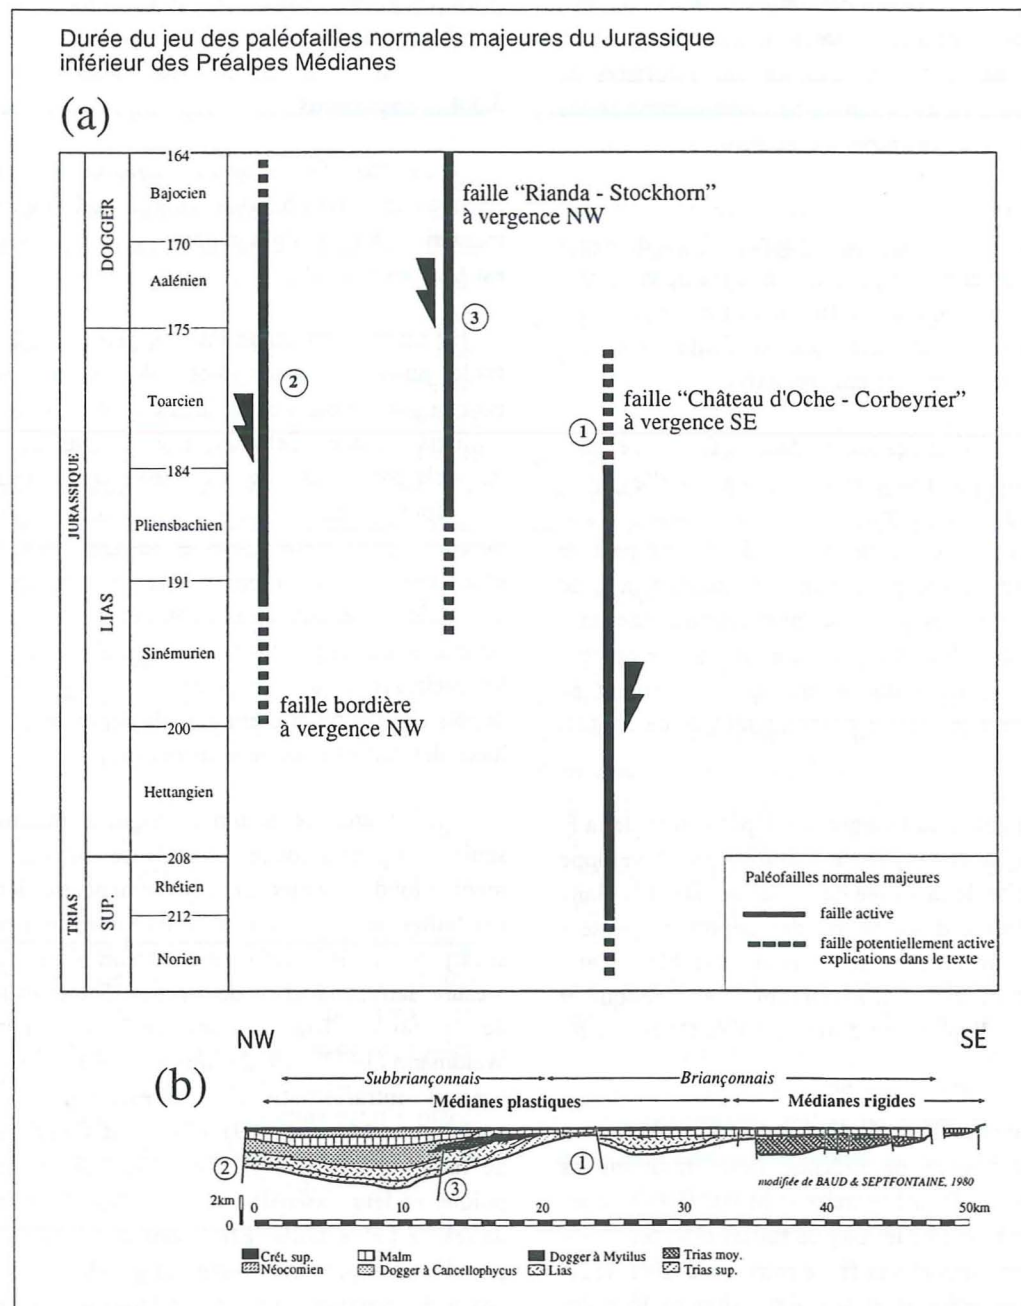 Durée du jeu des paléofailles normales majeures du Jurassique
inférieur des Préalpes Médianes
(a)
JURASSIQUE
TRIAS
DOGGER
LIAS
SUP.
164
Bajocien
170
Aalénien
175
Toarcien
184
Pliensbachien
191
Sinémurien
200
Hettangien
208
Rhétien
212
Norien
2
faille bordière
à vergence NW
faille "Rianda - Stockhorn"
à vergence NW
3
1
faille "Château d'Oche - Corbeyrier"
à vergence SE
Paléofailles normales majeures
faille active
faille potentiellement active
explications dans le texte
NW
SE
(b)
Subbriançonnais
Briançonnais
Médianes plastiques
Médianes rigides
2
3
1
modifiée de BAUD & SEPTFONTAINE, 1980
2km
0
0 10 20 30 40 50km
Crét. sup.
Malm
Dogger à Mytilus
Trias moy.
Néocomien
Dogger à Cancellophycus
Lias
Trias sup.